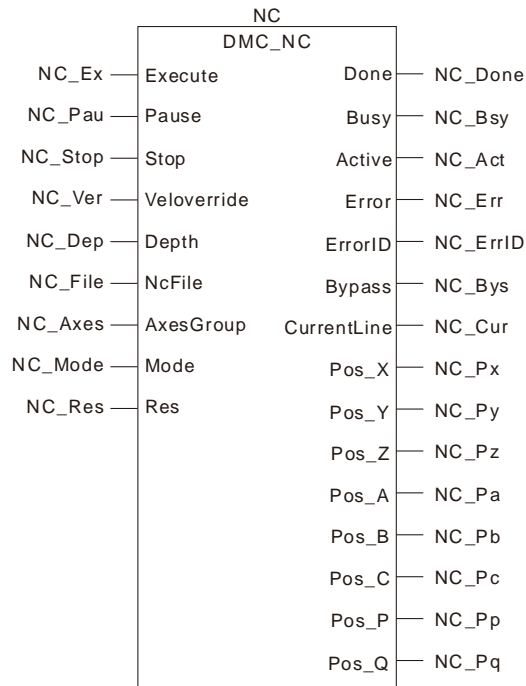 NC
DMC_NC
NC_Ex Execute Done NC_Done
NC_Pau Pause Busy NC_Bsy
NC_Stop Stop Active NC_Act
NC_Ver Veloverride Error NC_Err
NC_Dep Depth ErrorID NC_ErrID
NC_File NcFile Bypass NC_Bys
NC_Axes AxesGroup CurrentLine NC_Cur
NC_Mode Mode Pos_X NC_Px
NC_Res Res Pos_Y NC_Py
Pos_Z NC_Pz
Pos_A NC_Pa
Pos_B NC_Pb
Pos_C NC_Pc
Pos_P NC_Pp
Pos_Q NC_Pq